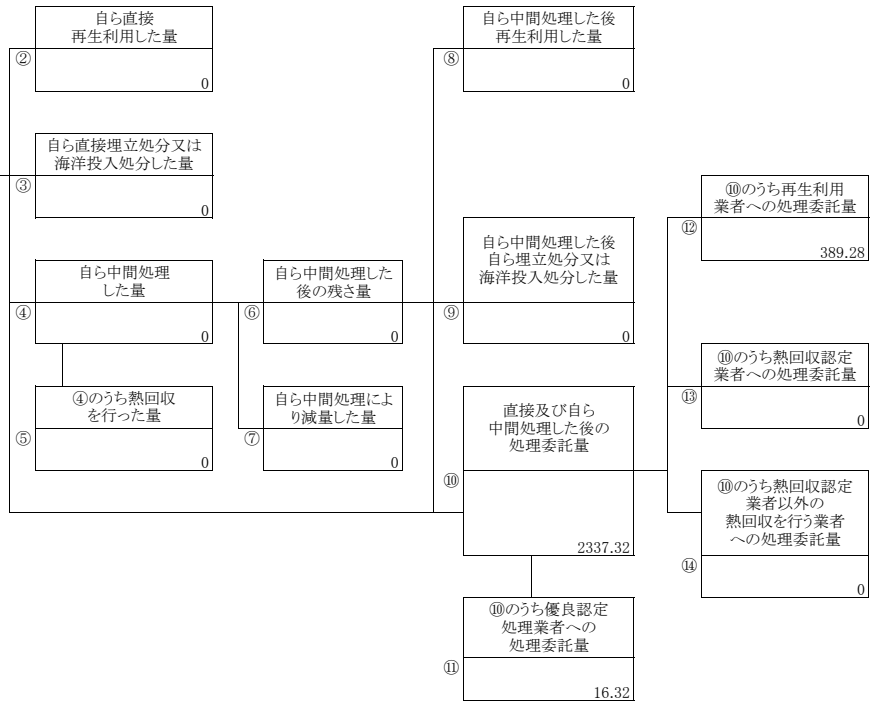 自ら直接
再生利用した量
②
0
自ら直接埋立処分又は
海洋投入処分した量
③
0
自ら中間処理
した量
④
0
④のうち熱回収
を行った量
⑤
0
自ら中間処理した
後の残さ量
⑥
0
自ら中間処理によ
り減量した量
⑦
0
自ら中間処理した後
再生利用した量
⑧
0
自ら中間処理した後
自ら埋立処分又は
海洋投入処分した量
⑨
0
直接及び自ら
中間処理した後の
処理委託量
⑩
2337.32
⑩のうち優良認定
処理業者への
処理委託量
⑪
16.32
⑩のうち再生利用
業者への処理委託量
⑫
389.28
⑩のうち熱回収認定
業者への処理委託量
⑬
0
⑩のうち熱回収認定
業者以外の
熱回収を行う業者
への処理委託量
⑭
0